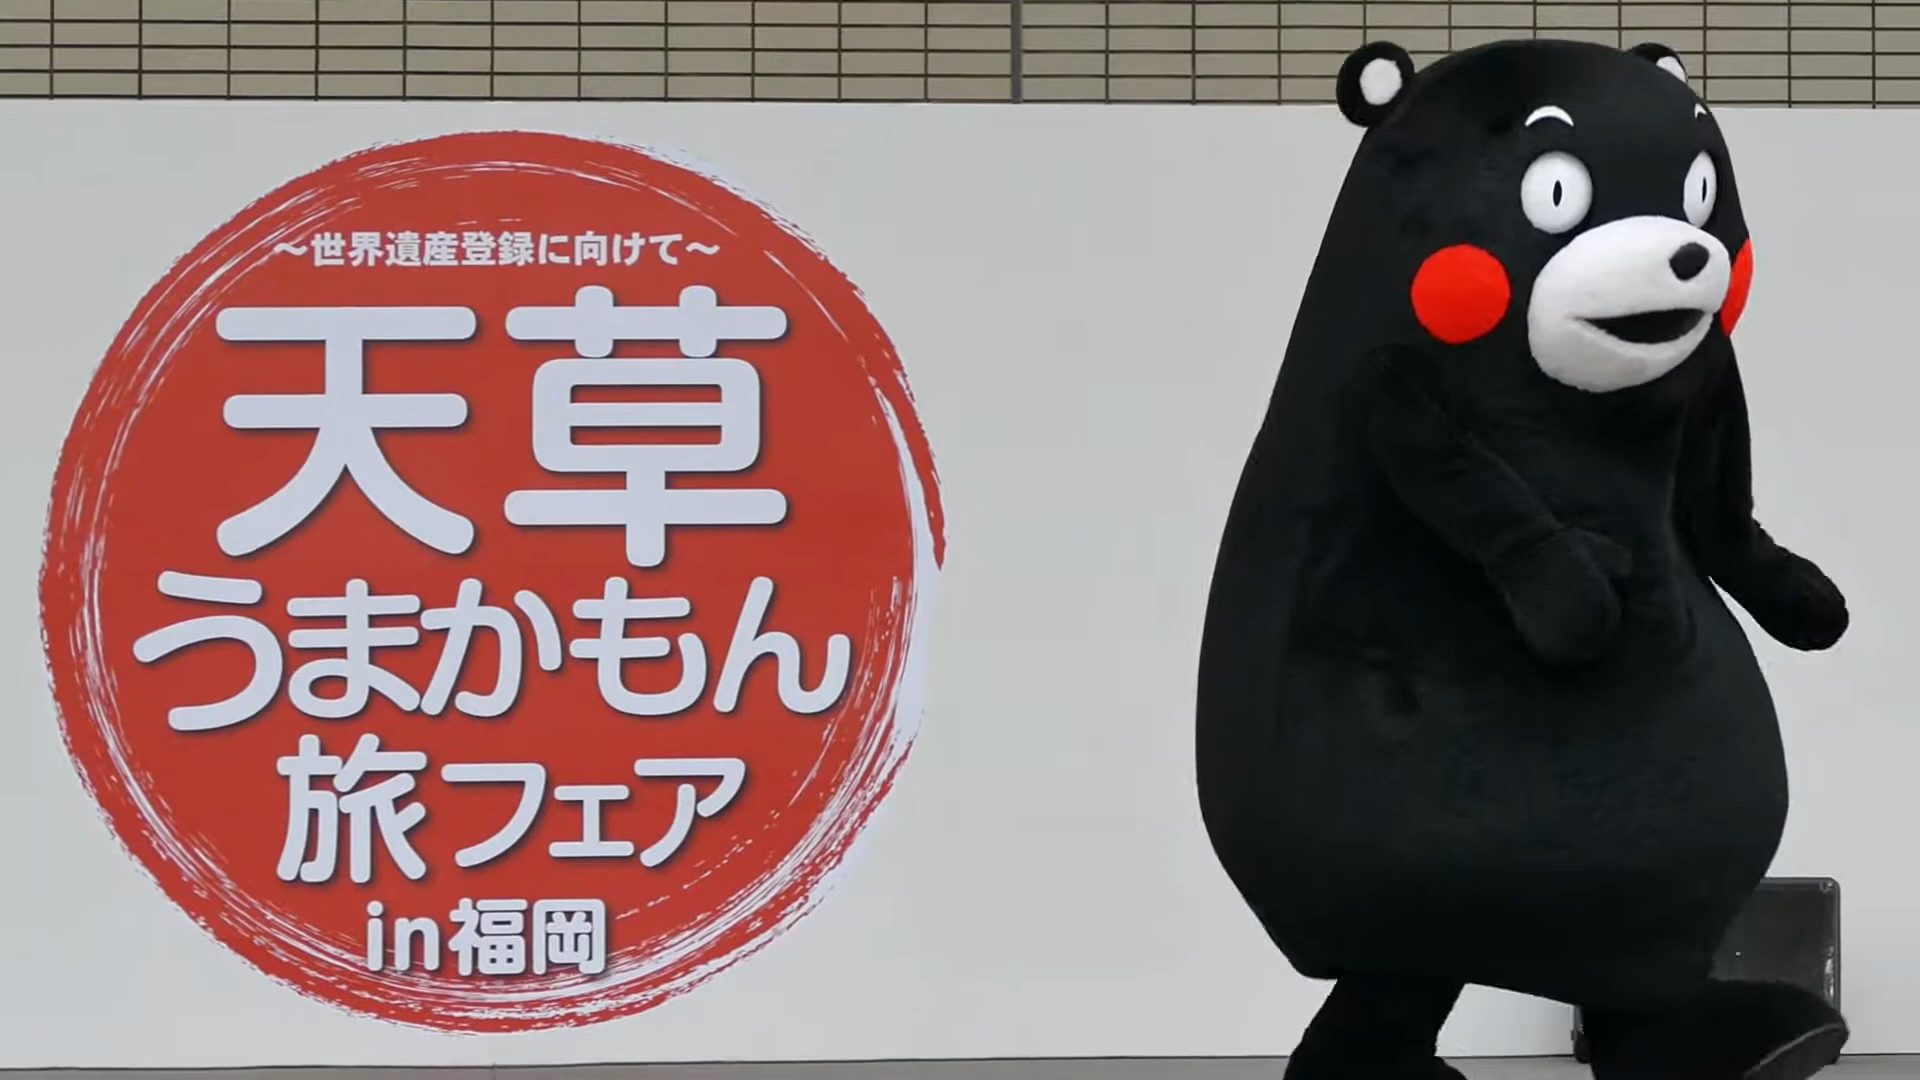 ～世界遺産登録に向けて～
天草
うまかもん
旅フェア
in福岡